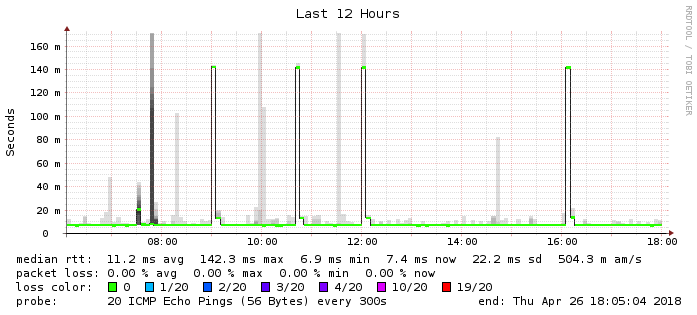 Last 12 Hours
RRDTOOL / TOBI OETIKER
Seconds
160 m
140 m
120 m
100 m
80 m
60 m
40 m
20 m
0
08:00 10:00 12:00 14:00 16:00 18:00
median rtt: 11.2 ms avg 142.3 ms max 6.9 ms min 7.4 ms now 22.2 ms sd 504.3 m am/s
packet loss: 0.00 % avg 0.00 % max 0.00 % min 0.00 % now
loss color: 0 1/20 2/20 3/20 4/20 10/20 19/20
probe: 20 ICMP Echo Pings (56 Bytes) every 300s end: Thu Apr 26 18:05:04 2018